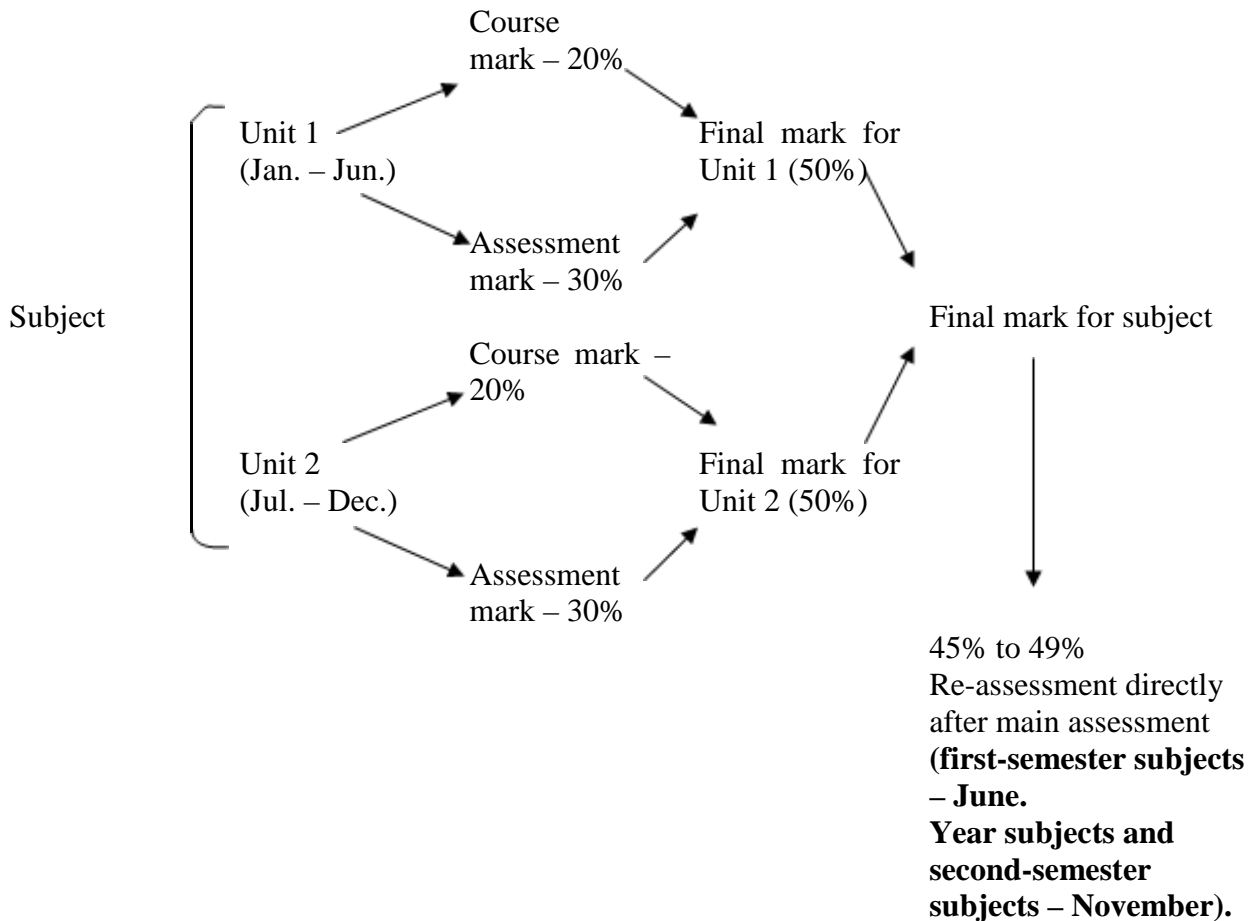 Course
mark – 20%
Unit 1
(Jan. – Jun.)
Final mark for
Unit 1 (50%)
Assessment
mark – 30%
Subject
Final mark for subject
Course mark –
20%
Unit 2
(Jul. – Dec.)
Final mark for
Unit 2 (50%)
Assessment
mark – 30%
45% to 49%
Re-assessment directly
after main assessment
(first-semester subjects
– June.
Year subjects and
second-semester
subjects – November).